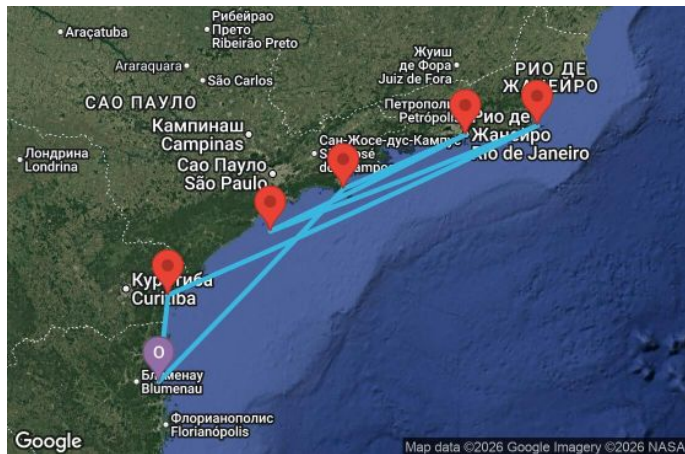 Рибейрао
Прето
Ribeirão Preto
Araçatuba
Araraquara
São Carlos
Жуиш
де Фора
Juiz de Fora
РИО ДЕ
ЖАНЕЙРО
САО ПАУЛО
Кампинаш
Campinas
Петрополис
Petrópolis
Рио de
Жанейро
Rio de Janeiro
Лондрина
Londrina
Сан-Жосе-дус-Кампус
São José
dos Campos
Сао Пауло
São Paulo
Куритиба
Curitiba
O
Блуменау
Blumenau
Флорианополис
Florianópolis
Google
Map data ©2026 Google Imagery ©2026 NASA